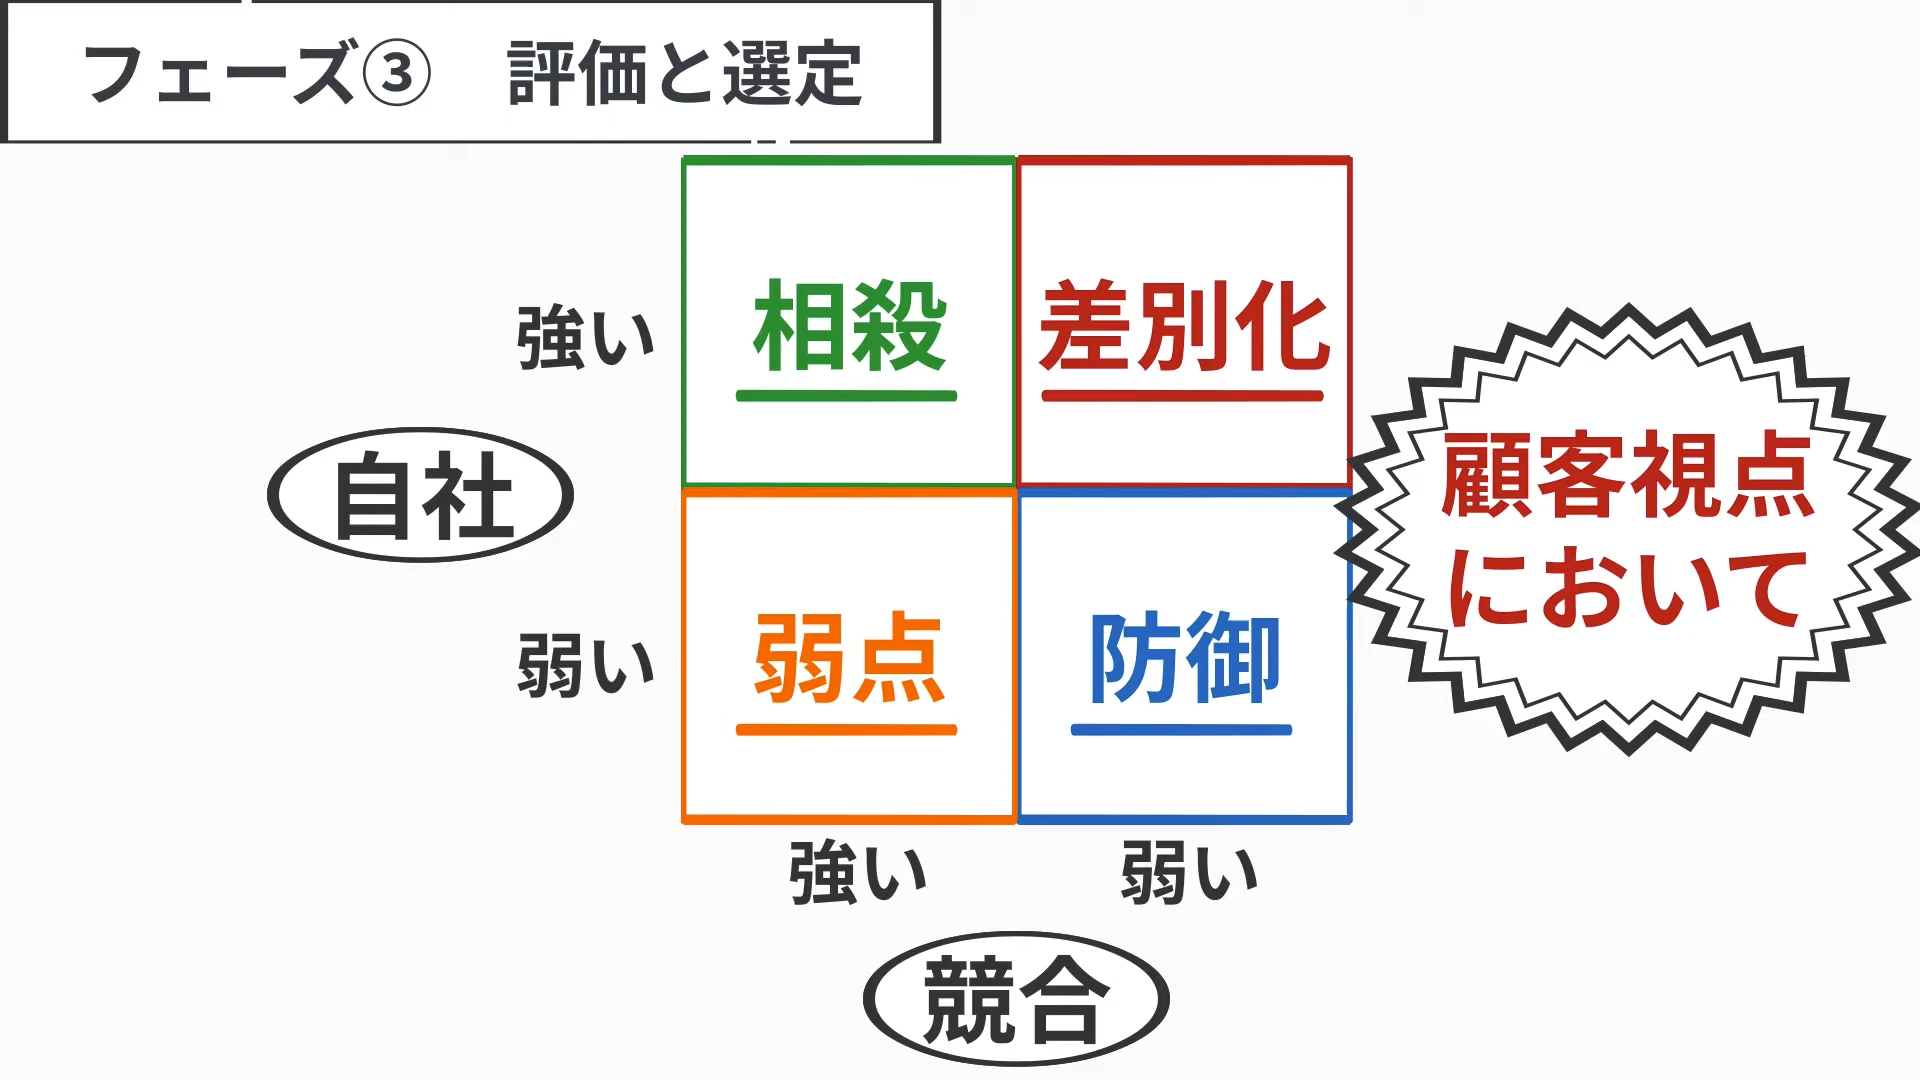 フェーズ③　評価と選定
相殺
差別化
強い
自社
顧客視点
において
弱い
弱点
防御
強い
弱い
競合